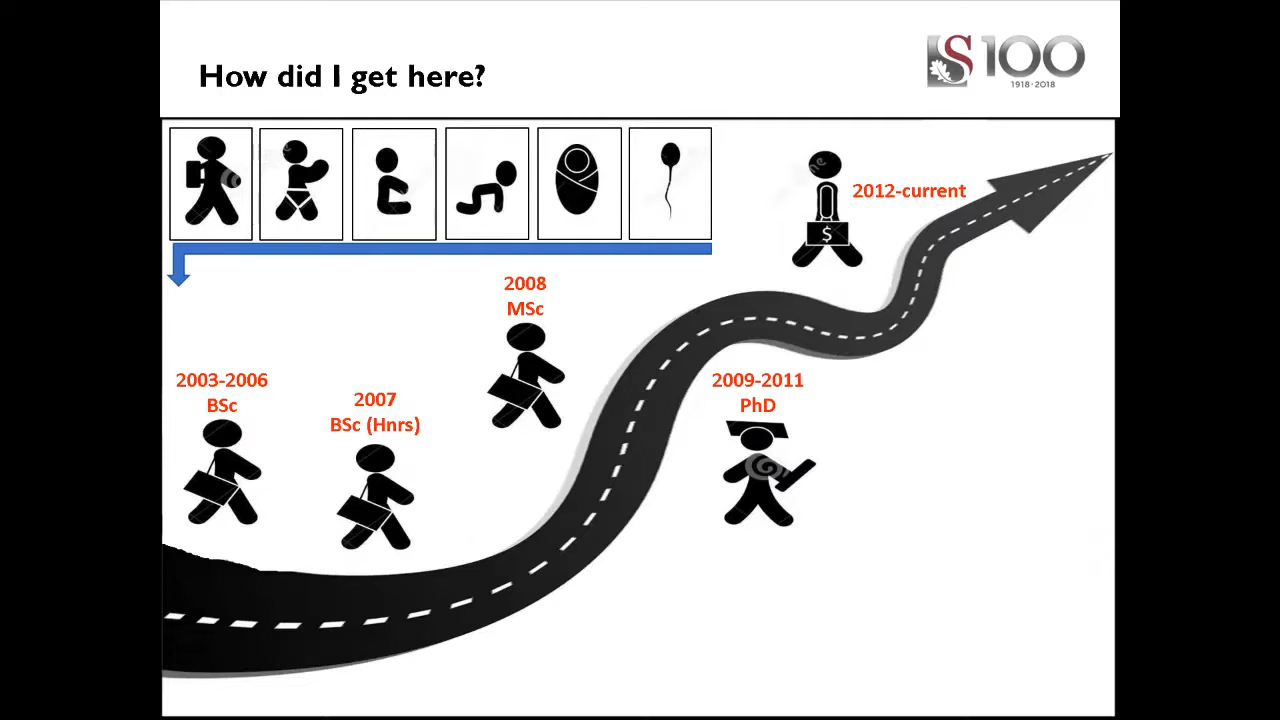 How did I get here?
S100
1918·2018
2012-current
$
2008
MSc
2003-2006
BSc
2007
BSc (Hnrs)
2009-2011
PhD